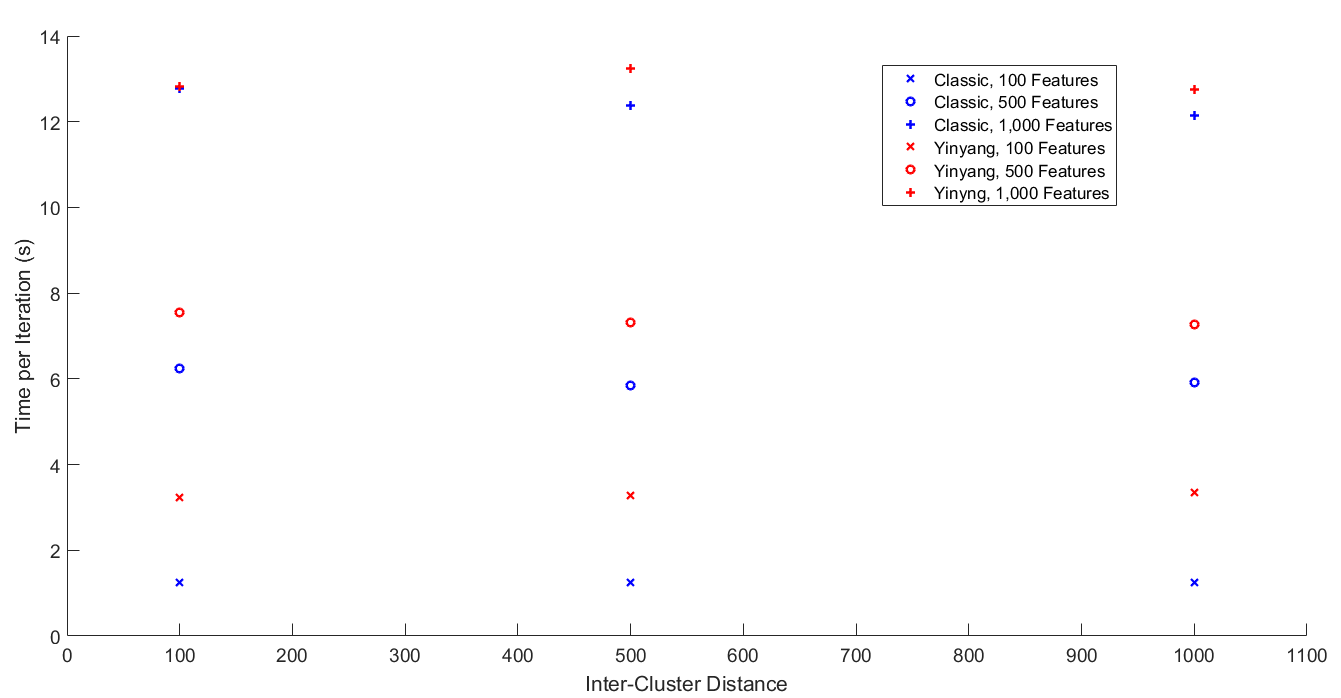 14
12
10
8
6
4
2
0
Time per Iteration (s)
Classic, 100 Features
Classic, 500 Features
Classic, 1,000 Features
Yinyang, 100 Features
Yinyang, 500 Features
Yinyng, 1,000 Features
0 100 200 300 400 500 600 700 800 900 1000 1100
Inter-Cluster Distance